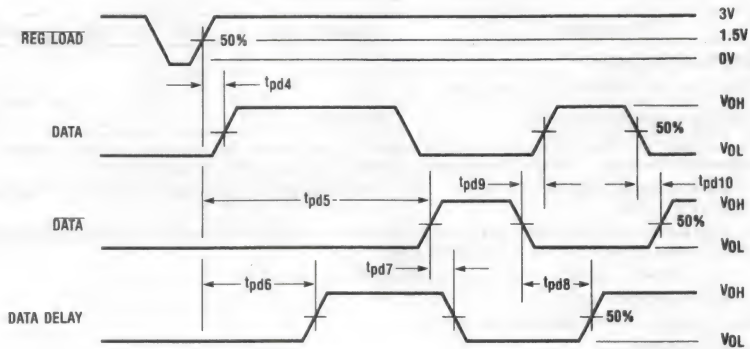 3V
1.5V
REG LOAD
50%
0V
tpd4
VOH
DATA
50%
VOL
tpd9
tpd10
VOH
tpd5
DATA
50%
VOL
tpd7
tpd6
tpd8
VOH
DATA DELAY
50%
VOL